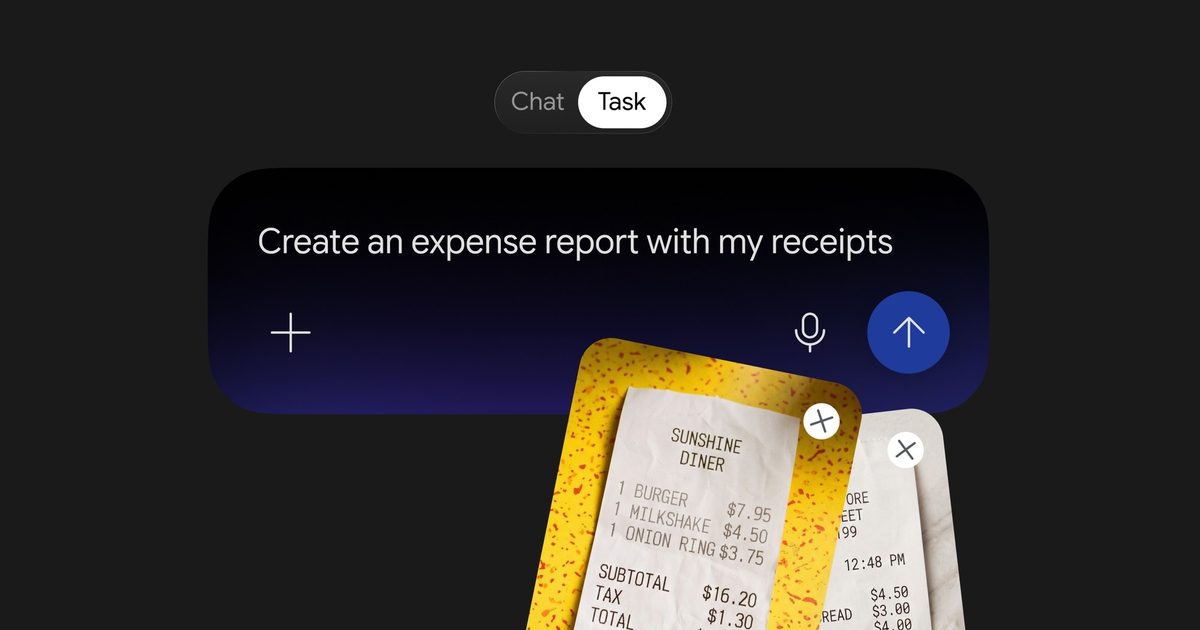 Chat Task
Create an expense report with my receipts
SUNSHINE
DINER
1 BURGER $7.95
1 MILKSHAKE $4.50
1 ONION RING $3.75
SUBTOTAL $16.20
TAX $1.30
TOTAL
12:48 PM
$4.50
$3.00
$4.00